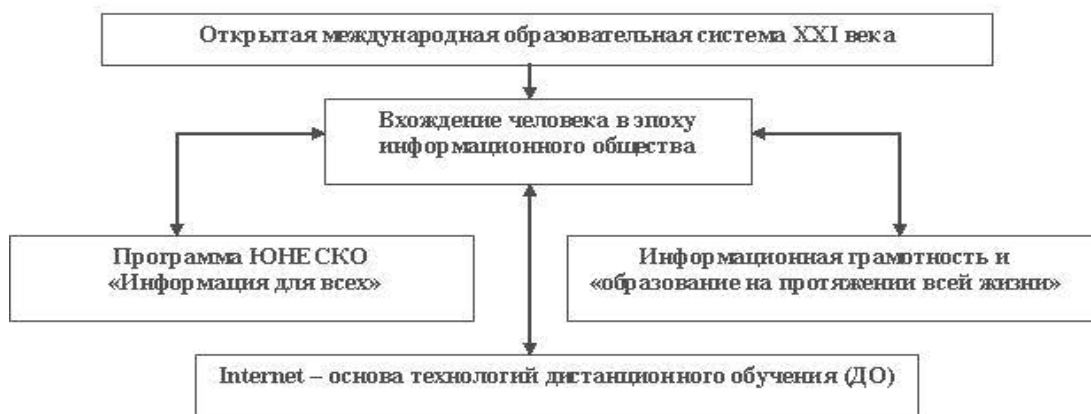 Открытая международная образовательная система XXI века
Вхождение человека в эпоху
информационного общества
Программа ЮНЕСКО
«Информация для всех»
Информационная грамотность и
«образование на протяжении всей жизни»
Internet – основа технологий дистанционного обучения (ДО)